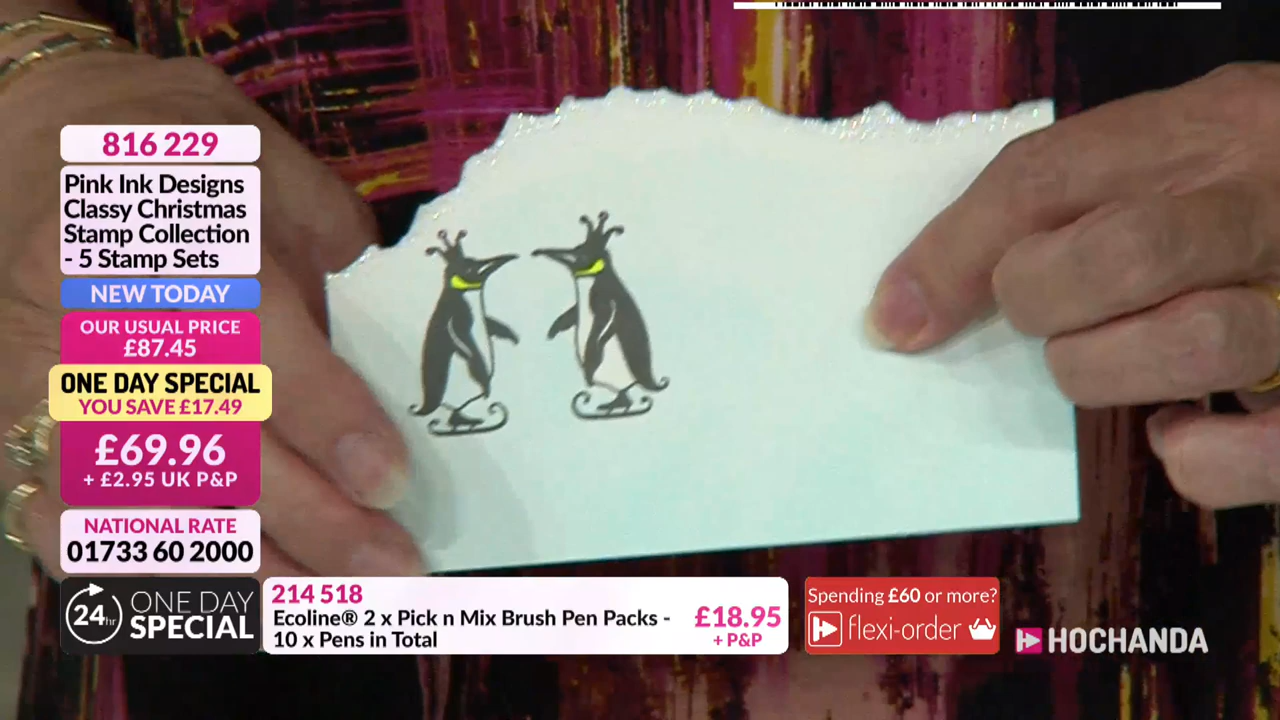 816 229
Pink Ink Designs
Classy Christmas
Stamp Collection
- 5 Stamp Sets
NEW TODAY
OUR USUAL PRICE
£87.45
ONE DAY SPECIAL
YOU SAVE £17.49
£69.96
+ £2.95 UK P&P
NATIONAL RATE
01733 60 2000
24hr
ONE DAY
SPECIAL
214 518
Ecoline® 2 x Pick n Mix Brush Pen Packs -
10 x Pens in Total
£18.95
+ P&P
Spending £60 or more?
flexi-order
HOCHANDA